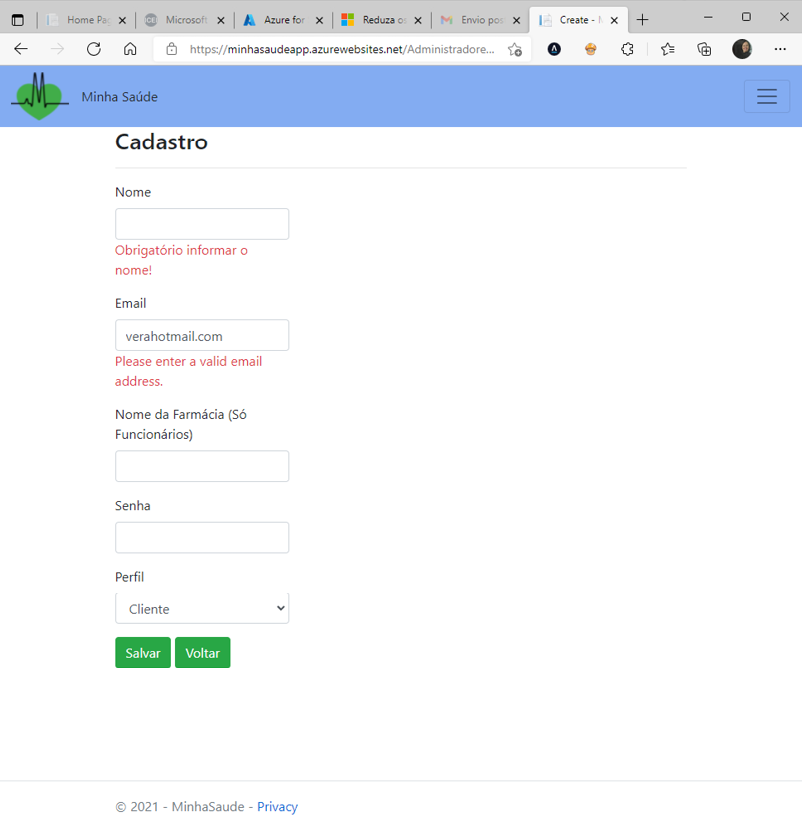 Home Pa
Microsoft
Azure for
Reduza os
Envio pos
Create - M
https://minhasaudeapp.azurewebsites.net/Administradore...
Minha Saúde
Cadastro
Nome
Obrigatório informar o
nome!
Email
verahotmail.com
Please enter a valid email
address.
Nome da Farmácia (Só
Funcionários)
Senha
Perfil
Cliente
Salvar Voltar
© 2021 - MinhaSaude - Privacy